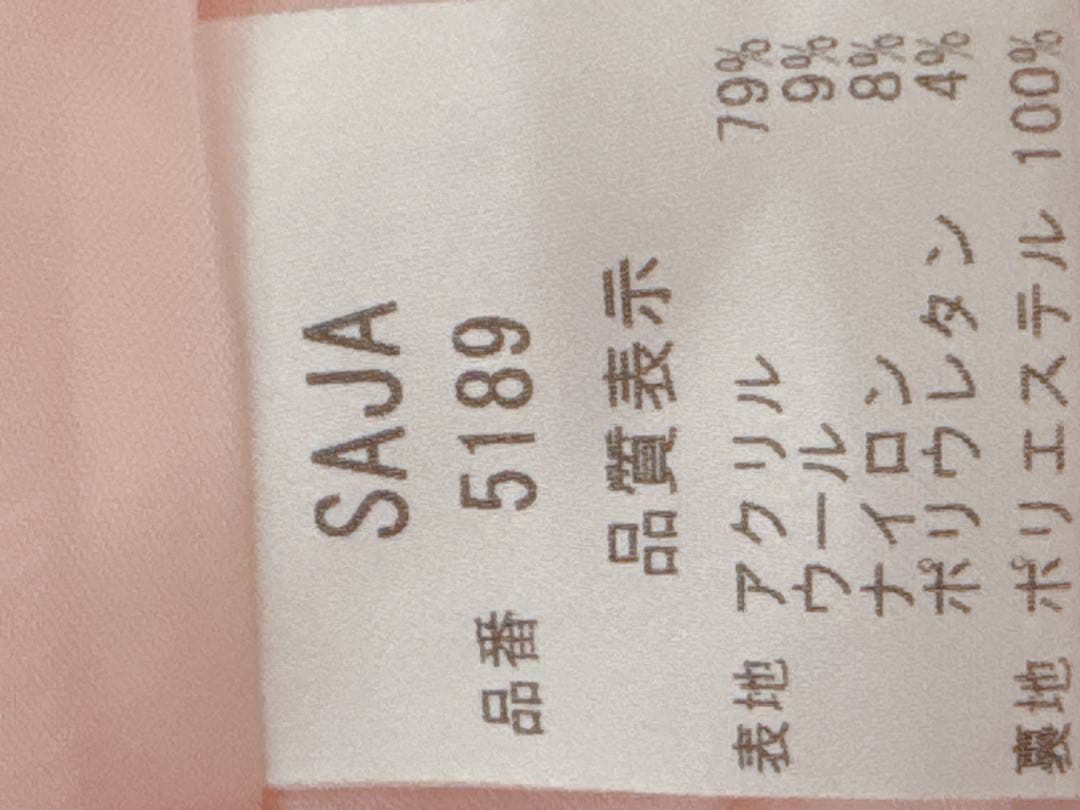 SAJA
品番 5189
品質表示
表地 アクリル 79%
ウール 9%
ナイロン 8%
ポリウレタン 4%
裏地 ポリエステル 100%